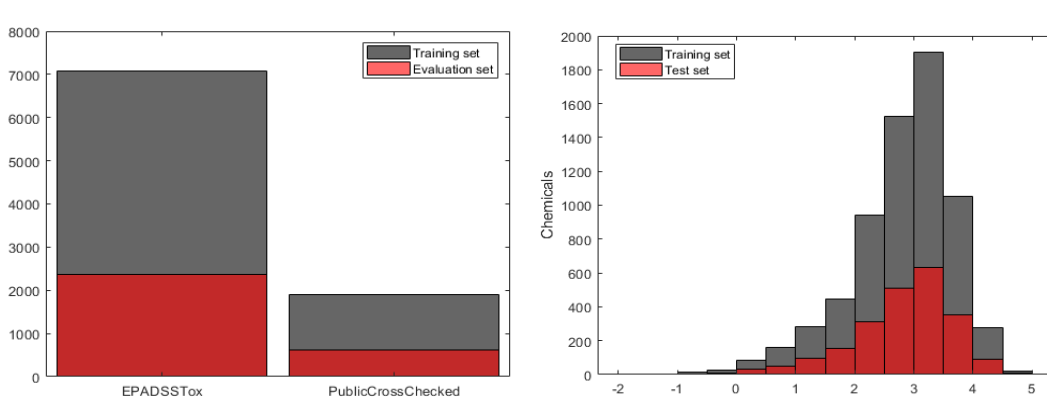 8000
7000
6000
5000
4000
3000
2000
1000
0
Training set
Evaluation set
EPADSSTox
PublicCrossChecked
2000
1800
1600
1400
1200
1000
800
600
400
200
0
Chemicals
Training set
Test set
-2 -1 0 1 2 3 4 5